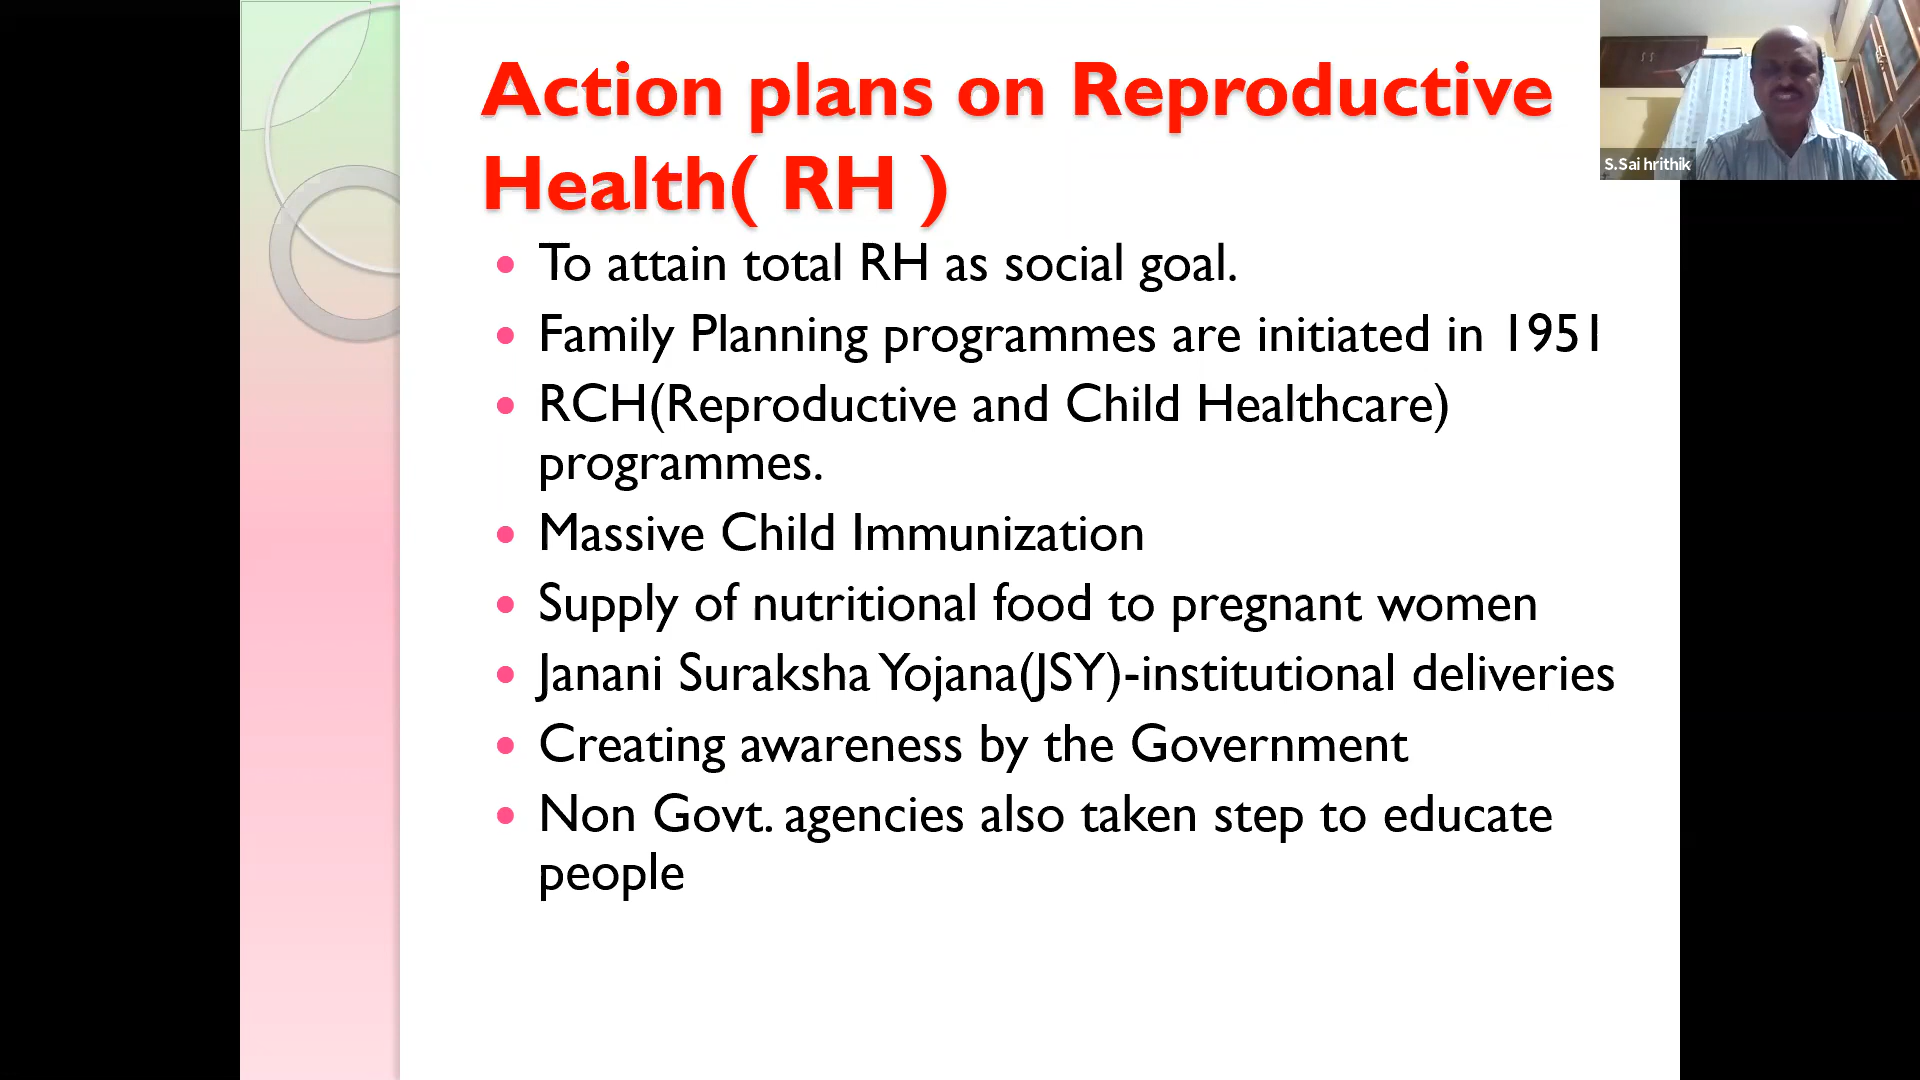 Action plans on Reproductive
Health( RH )
To attain total RH as social goal.
Family Planning programmes are initiated in 1951
RCH(Reproductive and Child Healthcare)
programmes.
Massive Child Immunization
Supply of nutritional food to pregnant women
Janani Suraksha Yojana(JSY)-institutional deliveries
Creating awareness by the Government
Non Govt. agencies also taken step to educate
people
S.Sai hrithik